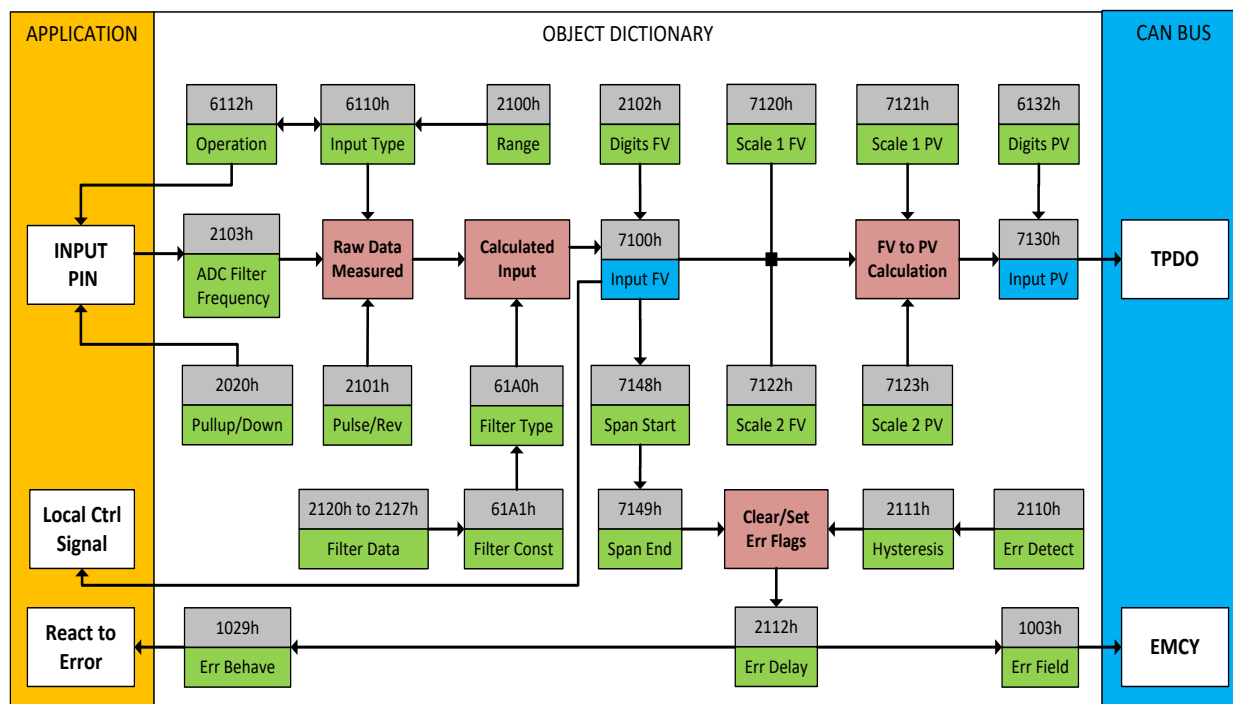 APPLICATION
OBJECT DICTIONARY
CAN BUS
6112h
Operation
6110h
Input Type
2100h
Range
2102h
Digits FV
7120h
Scale 1 FV
7121h
Scale 1 PV
6132h
Digits PV
INPUT
PIN
2103h
ADC Filter
Frequency
Raw Data
Measured
Calculated
Input
7100h
Input FV
FV to PV
Calculation
7130h
Input PV
TPDO
2020h
Pullup/Down
2101h
Pulse/Rev
61A0h
Filter Type
7148h
Span Start
7122h
Scale 2 FV
7123h
Scale 2 PV
Local Ctrl
Signal
2120h to 2127h
Filter Data
61A1h
Filter Const
7149h
Span End
Clear/Set
Err Flags
2111h
Hysteresis
2110h
Err Detect
React to
Error
1029h
Err Behave
2112h
Err Delay
1003h
Err Field
EMCY